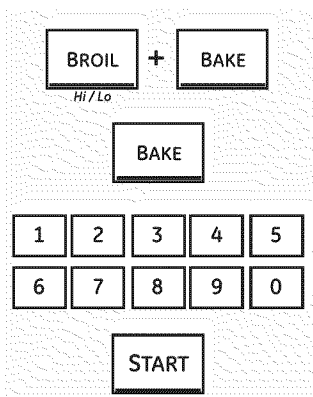 BROIL + BAKE
Hi / Lo
BAKE
1 2 3 4 5
6 7 8 9 0
START